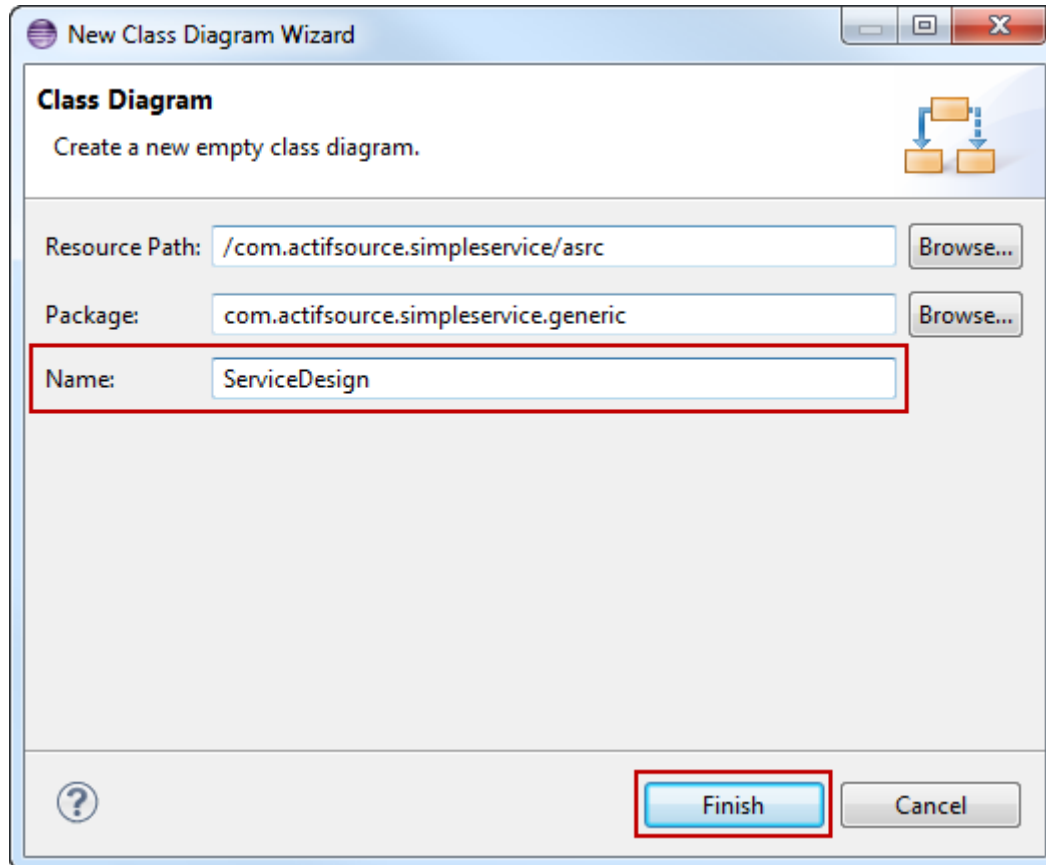 New Class Diagram Wizard
Class Diagram
Create a new empty class diagram.
Resource Path: /com.actifsource.simpleservice/asrc Browse...
Package: com.actifsource.simpleservice.generic Browse...
Name: ServiceDesign
? Finish Cancel